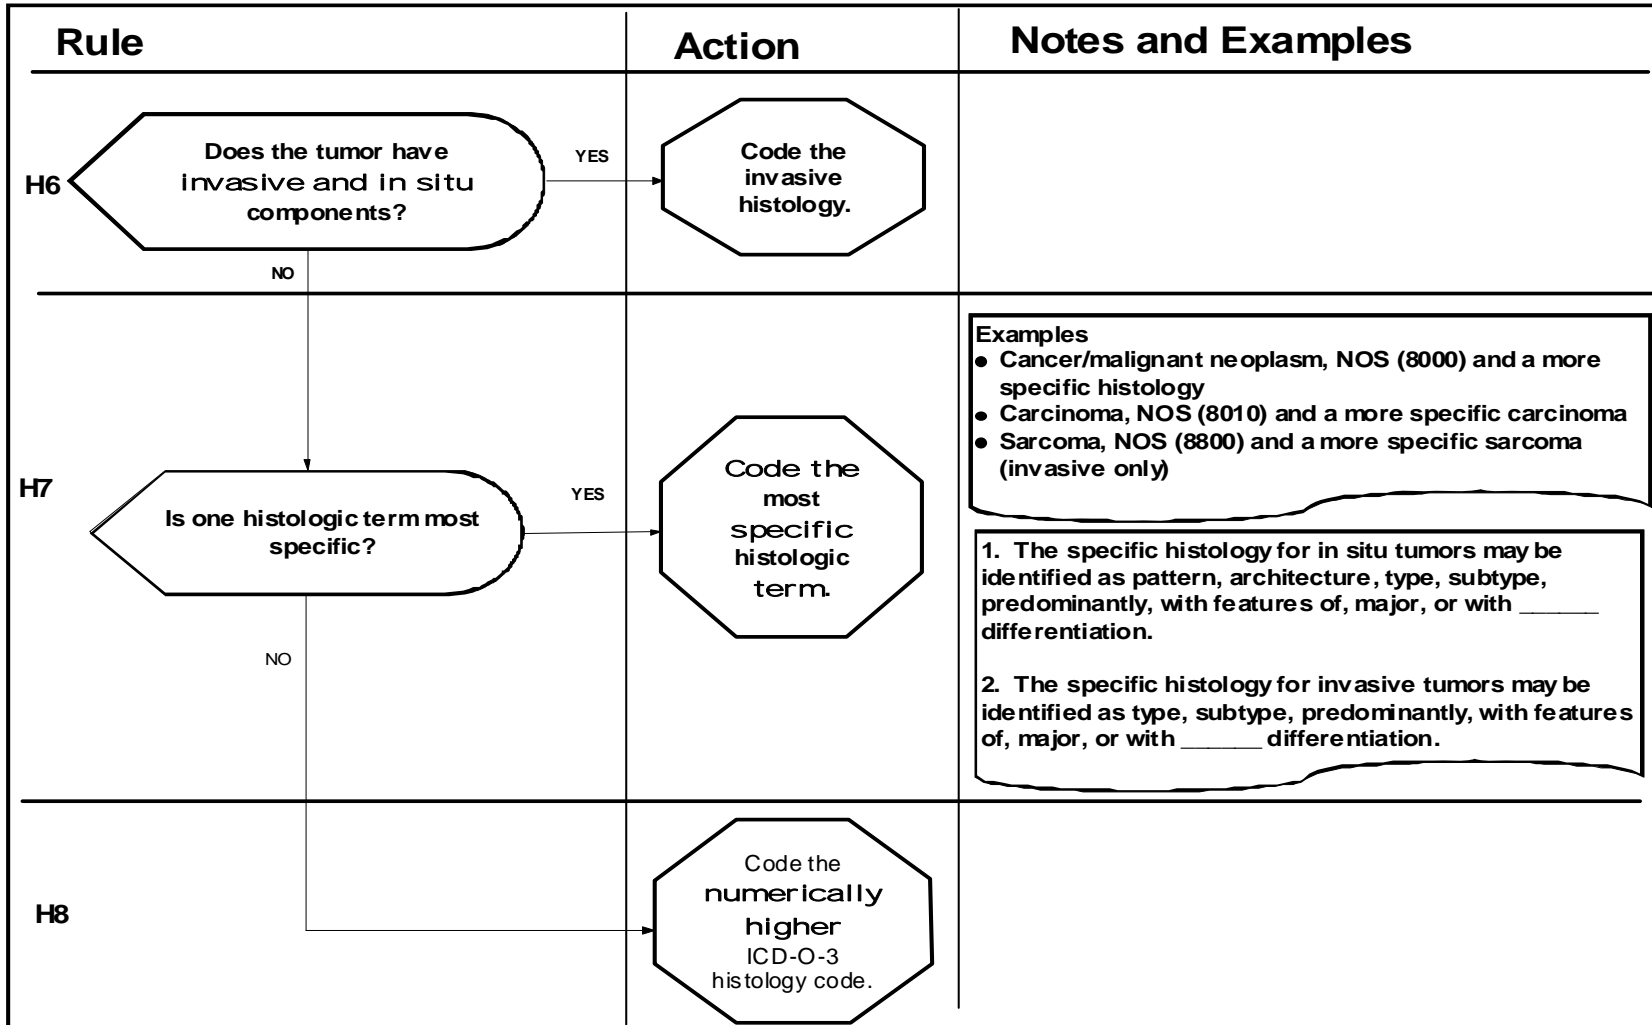 Rule
Action
Notes and Examples
H6
Does the tumor have
invasive and in situ
components?
YES
Code the
invasive
histology.
NO
H7
Is one histologic term most
specific?
YES
Code the
most
specific
histologic
term.
Examples
● Cancer/malignant neoplasm, NOS (8000) and a more
specific histology
● Carcinoma, NOS (8010) and a more specific carcinoma
● Sarcoma, NOS (8800) and a more specific sarcoma
(invasive only)
1. The specific histology for in situ tumors may be
identified as pattern, architecture, type, subtype,
predominantly, with features of, major, or with ______
differentiation.
2. The specific histology for invasive tumors may be
identified as type, subtype, predominantly, with features
of, major, or with ______ differentiation.
NO
H8
Code the
numerically
higher
ICD-O-3
histology code.